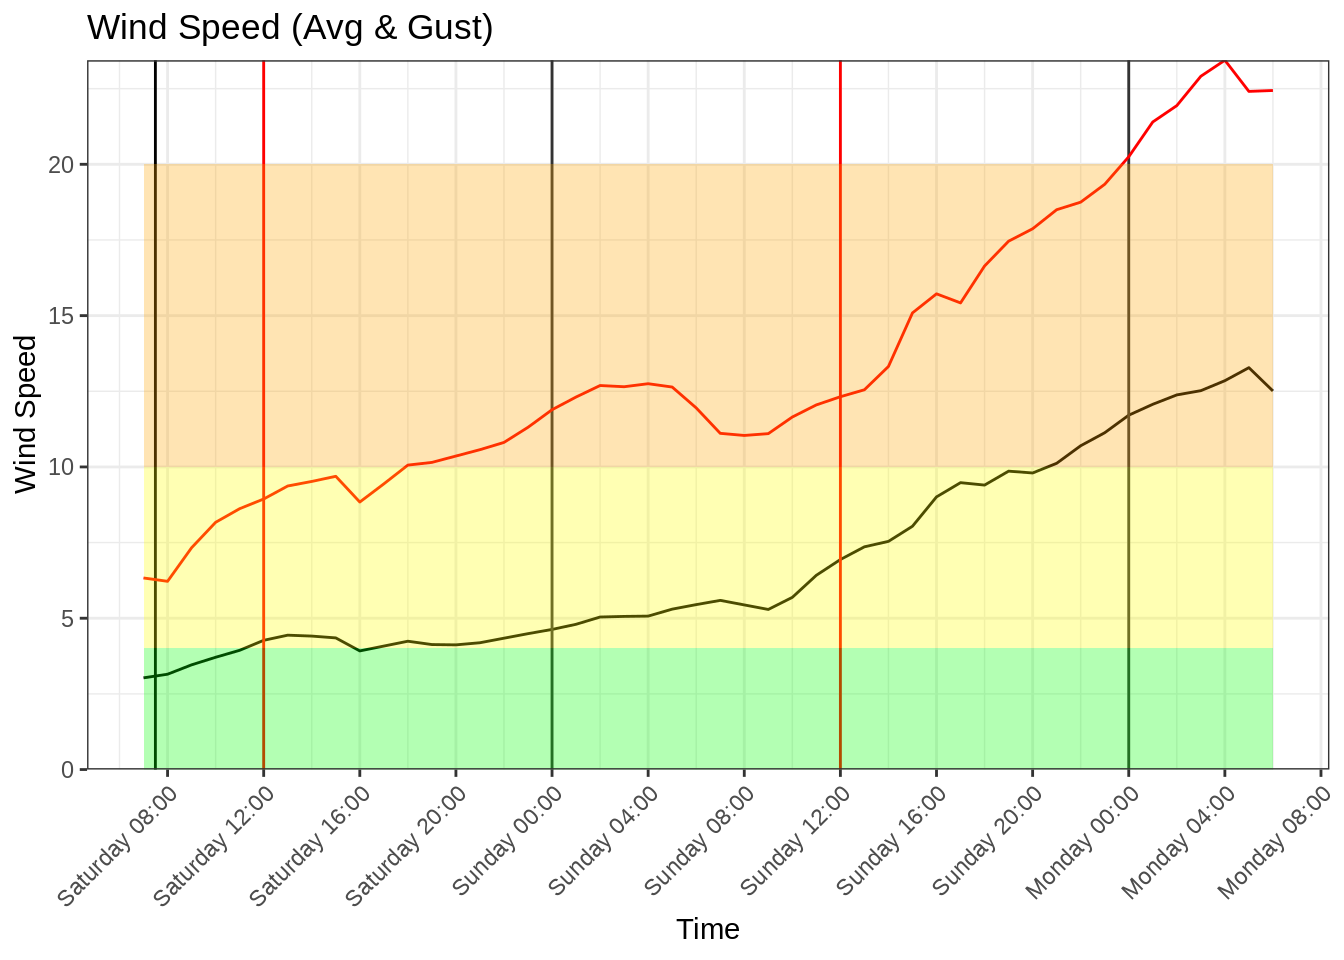 Wind Speed (Avg & Gust)
Wind Speed
20
15
10
5
0
Saturday 08:00
Saturday 12:00
Saturday 16:00
Saturday 20:00
Sunday 00:00
Sunday 04:00
Sunday 08:00
Sunday 12:00
Sunday 16:00
Sunday 20:00
Monday 00:00
Monday 04:00
Monday 08:00
Time